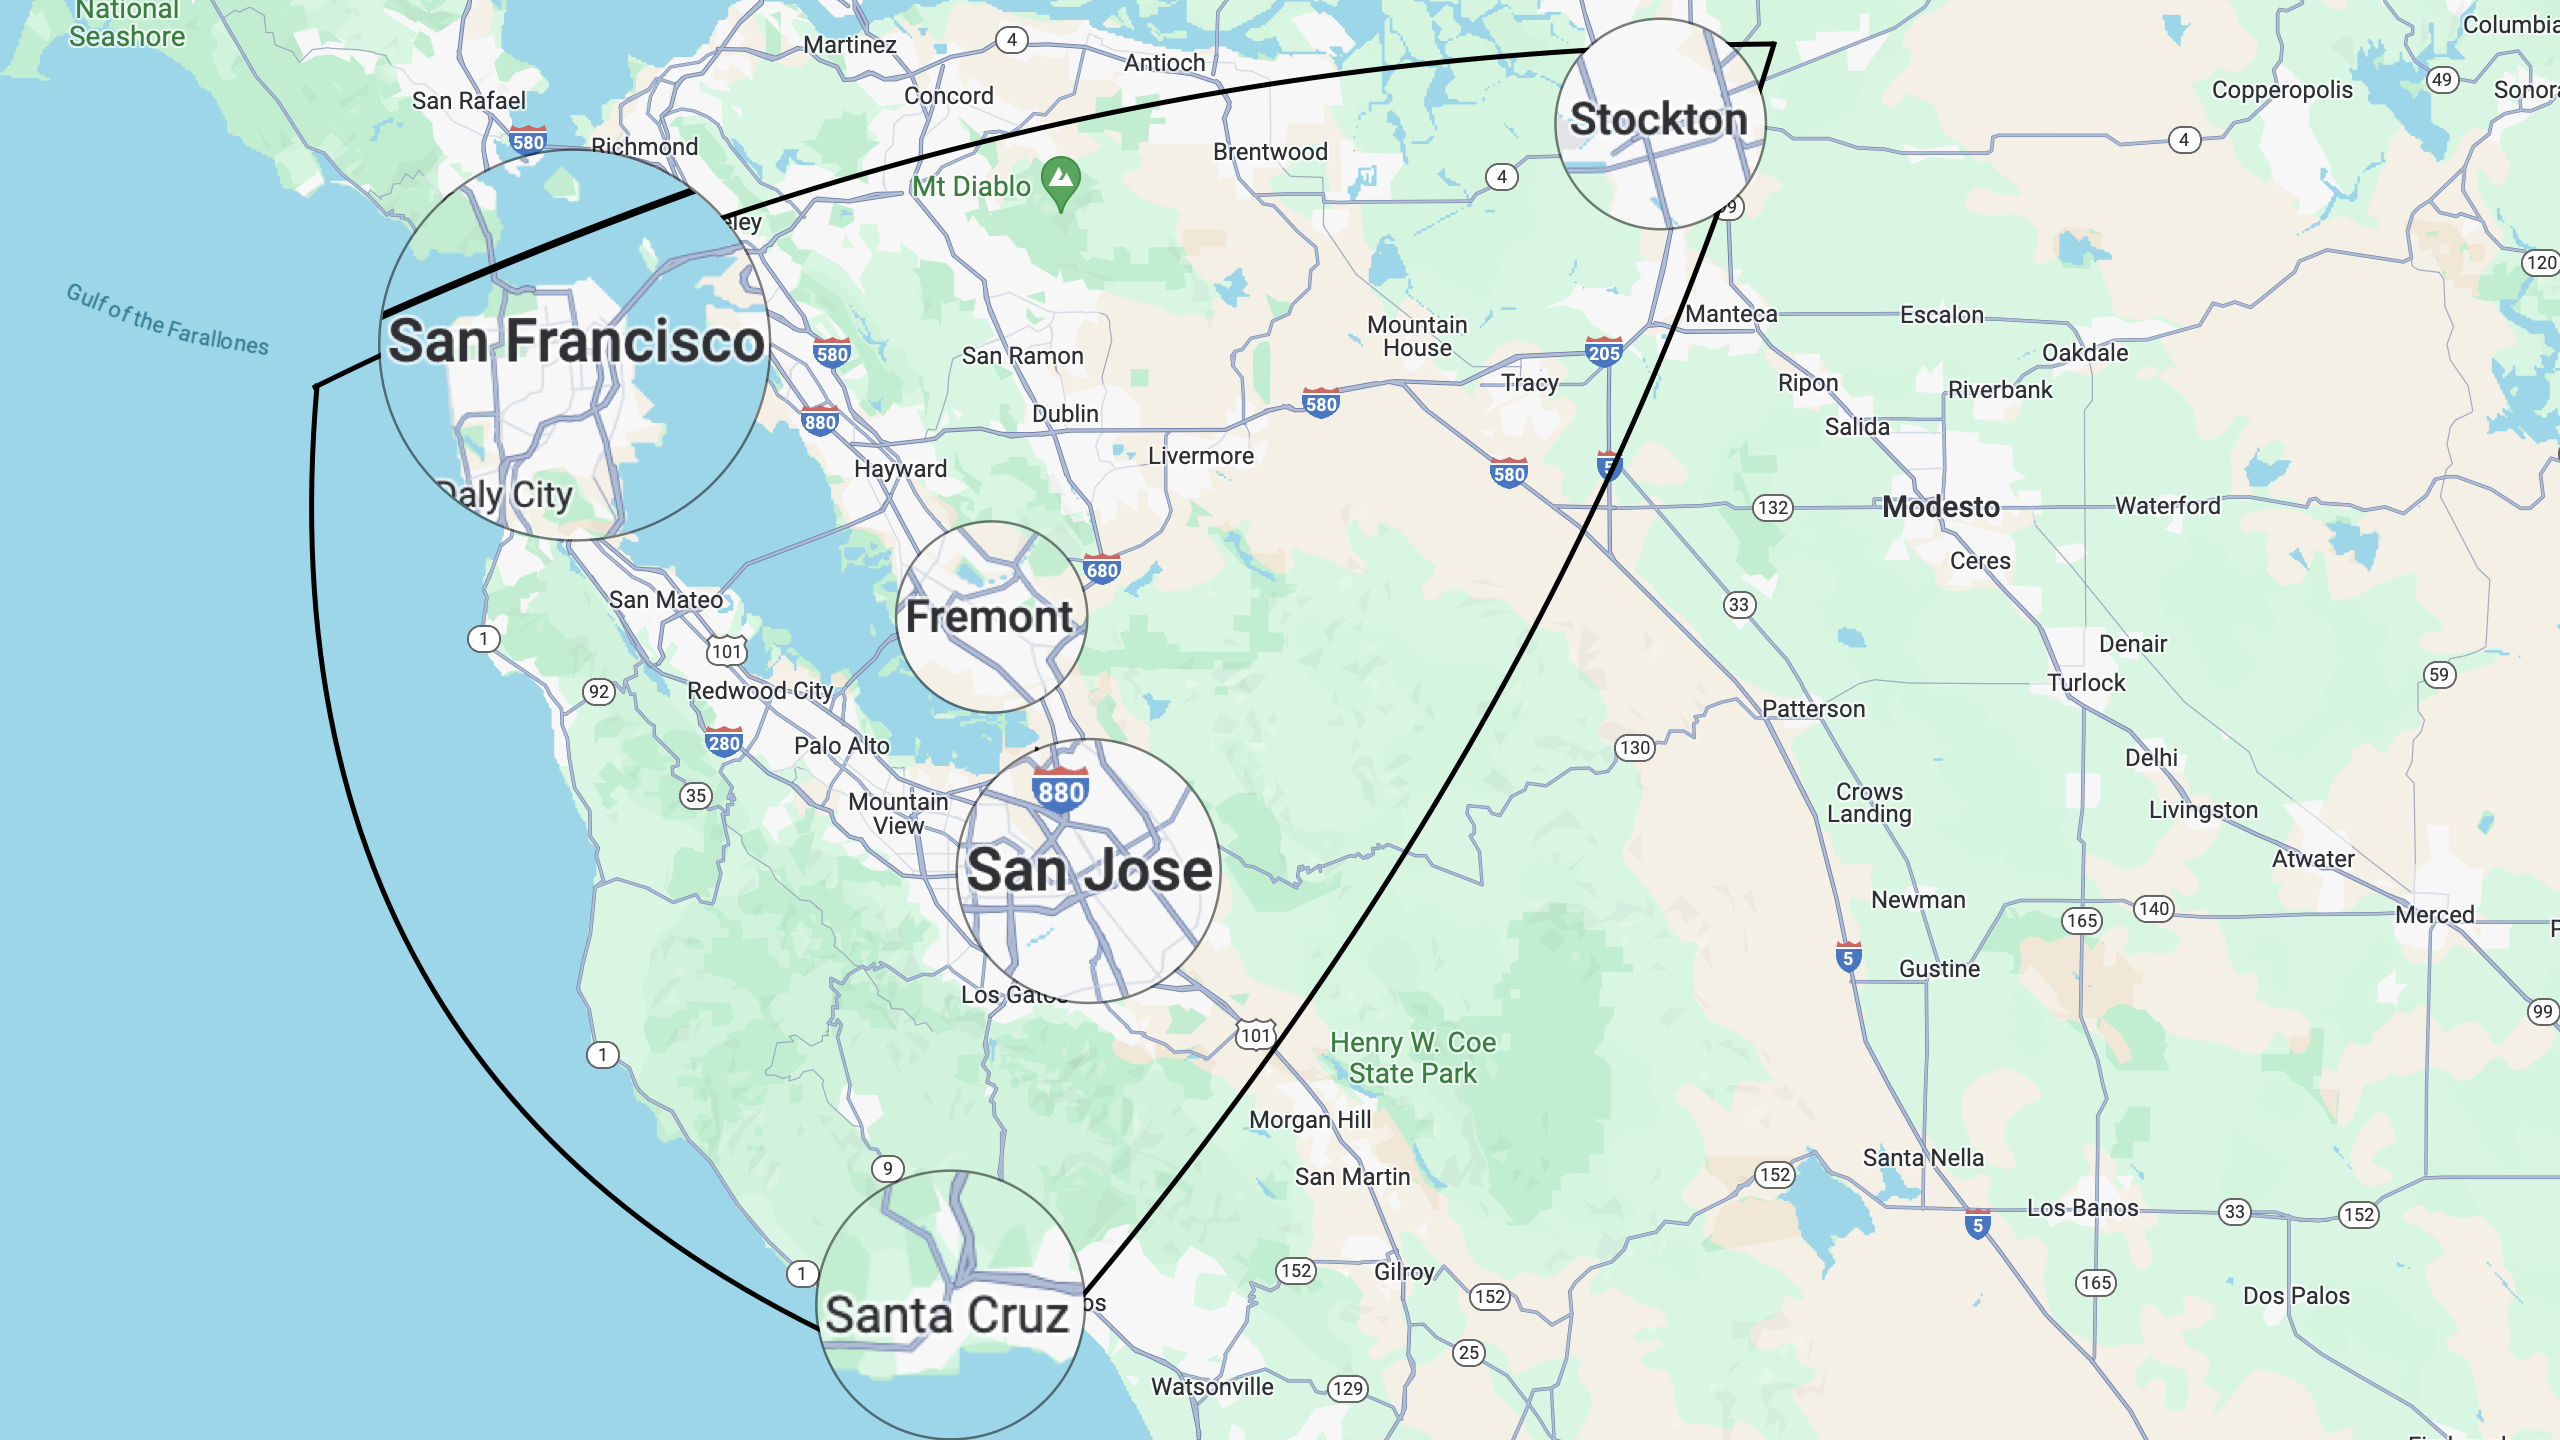 National
Seashore
Martinez
4
Antioch
Columbia
San Rafael
Concord
Stockton
Copperopolis
49
Sonora
580
Richmond
Brentwood
4
Mt Diablo
4
eley
99
Gulf of the Farallones
120
San Francisco
580
San Ramon
Mountain
House
205
Manteca
Escalon
Oakdale
Tracy
Ripon
Riverbank
880
Dublin
580
Salida
Hayward
Livermore
580
5
Daly City
132
Modesto
Waterford
Ceres
680
San Mateo
Fremont
33
1
101
Denair
92
Redwood City
Turlock
59
280
Palo Alto
Patterson
130
Delhi
35
Mountain
View
880
Crows
Landing
Livingston
San Jose
Atwater
Newman
165
140
Merced
5
Gustine
Los Gatos
99
1
101
Henry W. Coe
State Park
Morgan Hill
9
San Martin
152
Santa Nella
Los Banos
33
152
5
1
152
Gilroy
152
165
Dos Palos
Santa Cruz
os
25
Watsonville
129